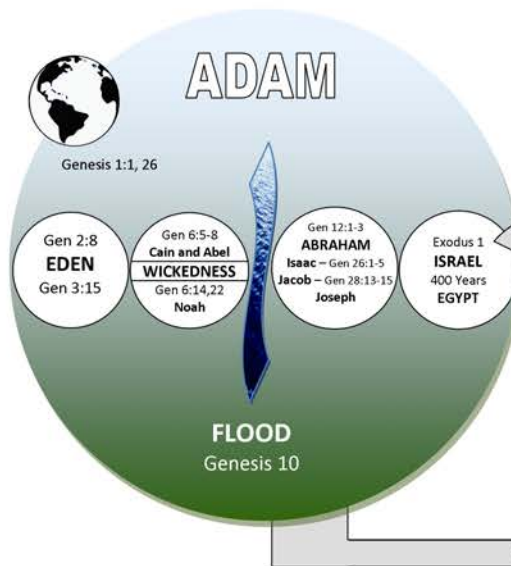 ADAM
Genesis 1:1, 26
Gen 2:8
EDEN
Gen 3:15
Gen 6:5-8
Cain and Abel
WICKEDNESS
Gen 6:14,22
Noah
Gen 12:1-3
ABRAHAM
Isaac – Gen 26:1-5
Jacob – Gen 28:13-15
Joseph
Exodus 1
ISRAEL
400 Years
EGYPT
FLOOD
Genesis 10